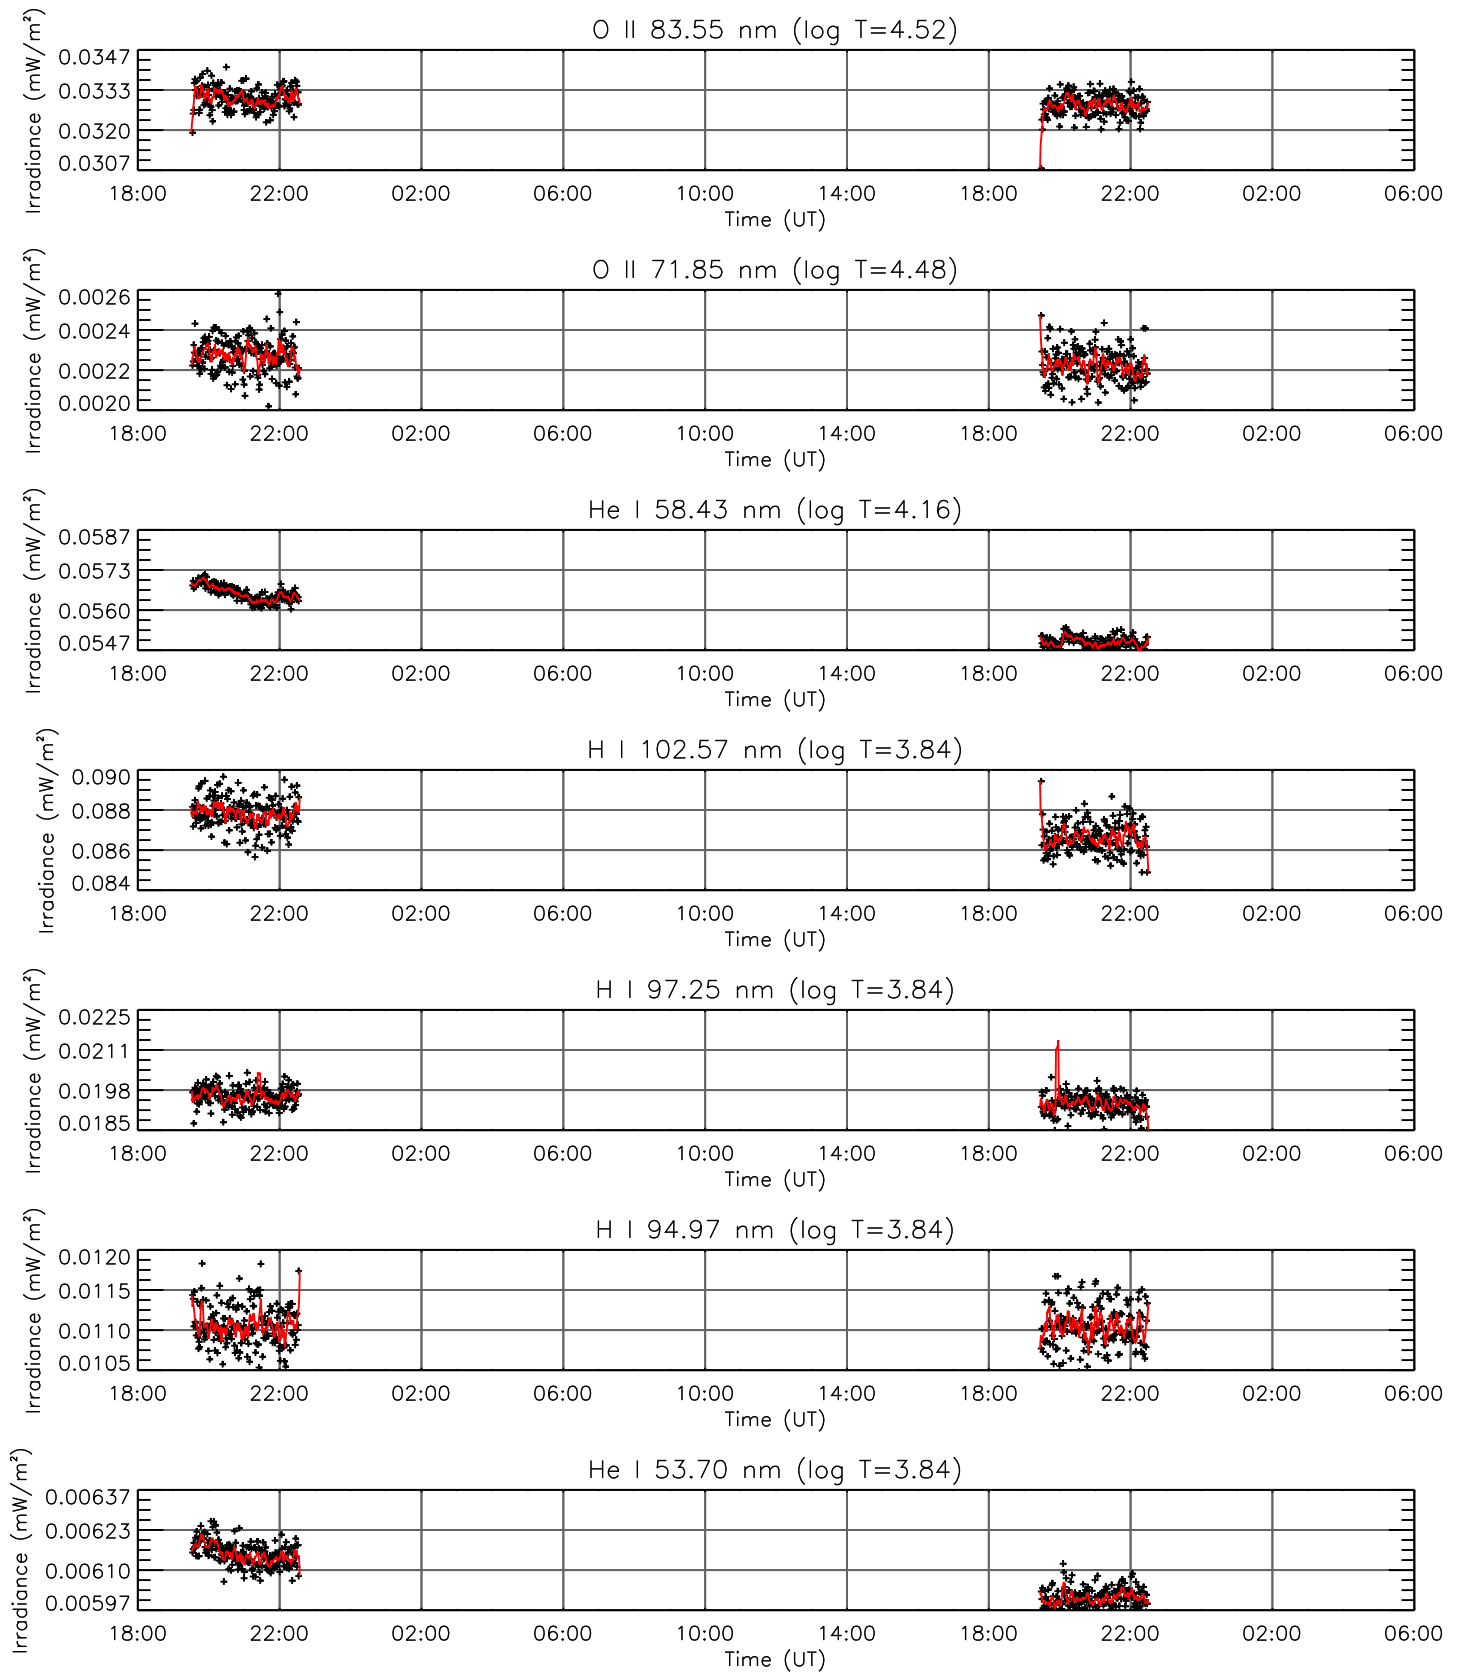 O II 83.55 nm (log T=4.52)
Irradiance (mW/m²)
0.0347
0.0333
0.0320
0.0307
18:00 22:00 02:00 06:00 10:00 14:00 18:00 22:00 02:00 06:00
Time (UT)
O II 71.85 nm (log T=4.48)
Irradiance (mW/m²)
0.0026
0.0024
0.0022
0.0020
18:00 22:00 02:00 06:00 10:00 14:00 18:00 22:00 02:00 06:00
Time (UT)
He I 58.43 nm (log T=4.16)
Irradiance (mW/m²)
0.0587
0.0573
0.0560
0.0547
18:00 22:00 02:00 06:00 10:00 14:00 18:00 22:00 02:00 06:00
Time (UT)
H I 102.57 nm (log T=3.84)
Irradiance (mW/m²)
0.090
0.088
0.086
0.084
18:00 22:00 02:00 06:00 10:00 14:00 18:00 22:00 02:00 06:00
Time (UT)
H I 97.25 nm (log T=3.84)
Irradiance (mW/m²)
0.0225
0.0211
0.0198
0.0185
18:00 22:00 02:00 06:00 10:00 14:00 18:00 22:00 02:00 06:00
Time (UT)
H I 94.97 nm (log T=3.84)
Irradiance (mW/m²)
0.0120
0.0115
0.0110
0.0105
18:00 22:00 02:00 06:00 10:00 14:00 18:00 22:00 02:00 06:00
Time (UT)
He I 53.70 nm (log T=3.84)
Irradiance (mW/m²)
0.00637
0.00623
0.00610
0.00597
18:00 22:00 02:00 06:00 10:00 14:00 18:00 22:00 02:00 06:00
Time (UT)